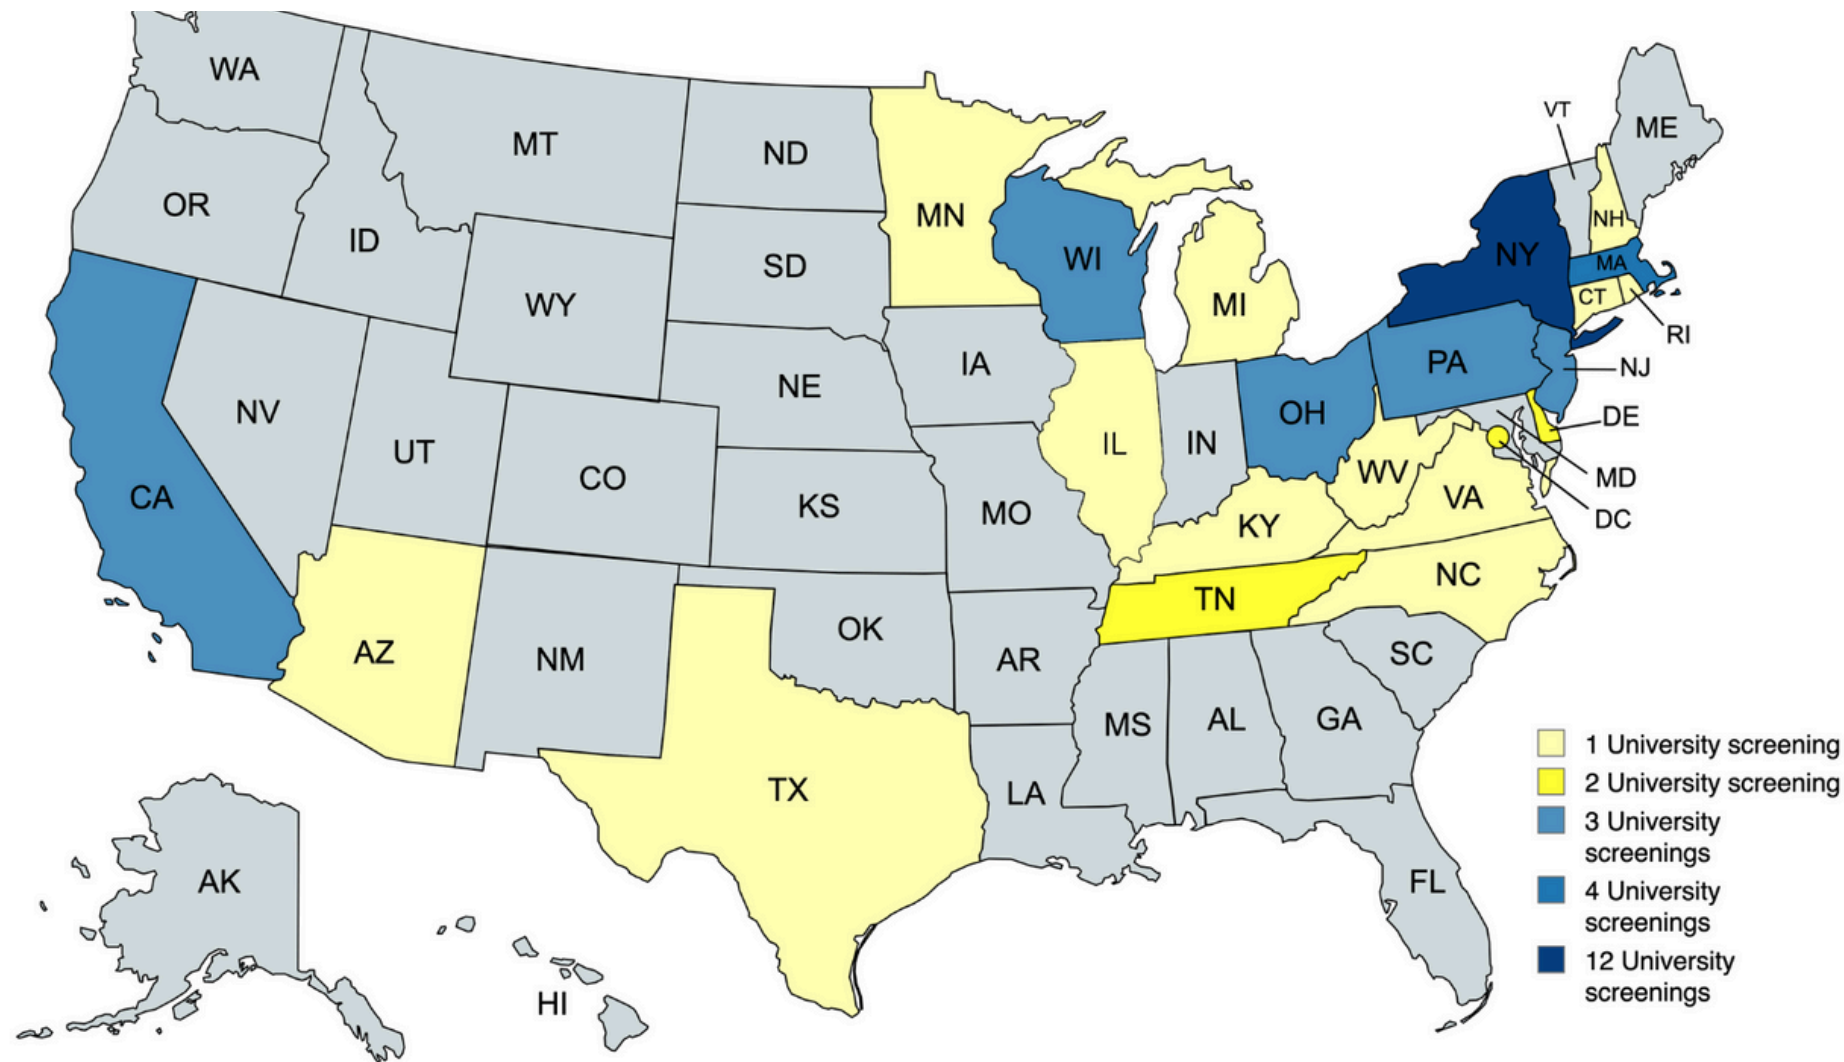 WA
MT
ND
MN
VT
ME
OR
ID
SD
WI
NY
NH
MA
WY
MI
CT
RI
IA
PA
NJ
NE
NV
UT
CO
IL
IN
OH
DE
CA
KS
MO
WV
VA
MD
DC
KY
NC
TN
AZ
NM
OK
AR
SC
MS
AL
GA
TX
LA
FL
AK
HI
1 University screening
2 University screening
3 University
screenings
4 University
screenings
12 University
screenings